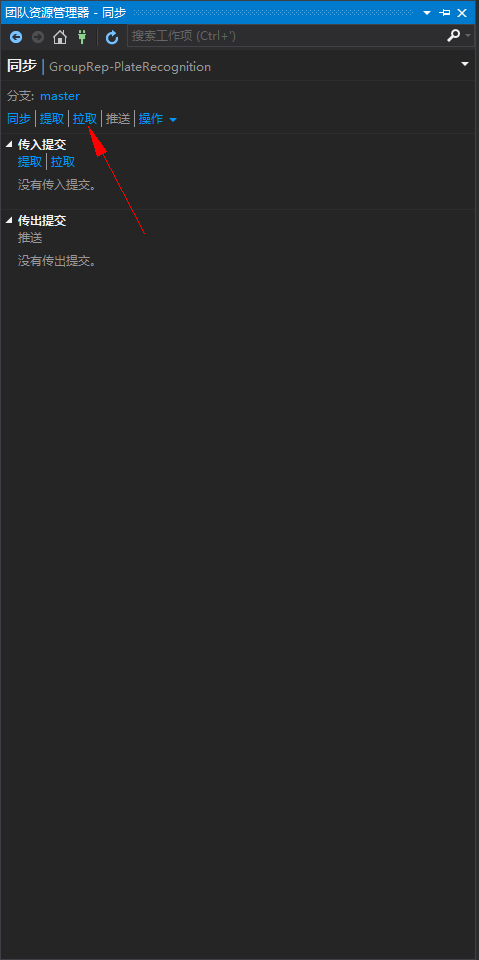 团队资源管理器 - 同步
搜索工作项 (Ctrl+')
同步 | GroupRep-PlateRecognition
分支: master
同步 | 提取 | 拉取 | 推送 | 操作
传入提交
提取 | 拉取
没有传入提交。
传出提交
推送
没有传出提交。